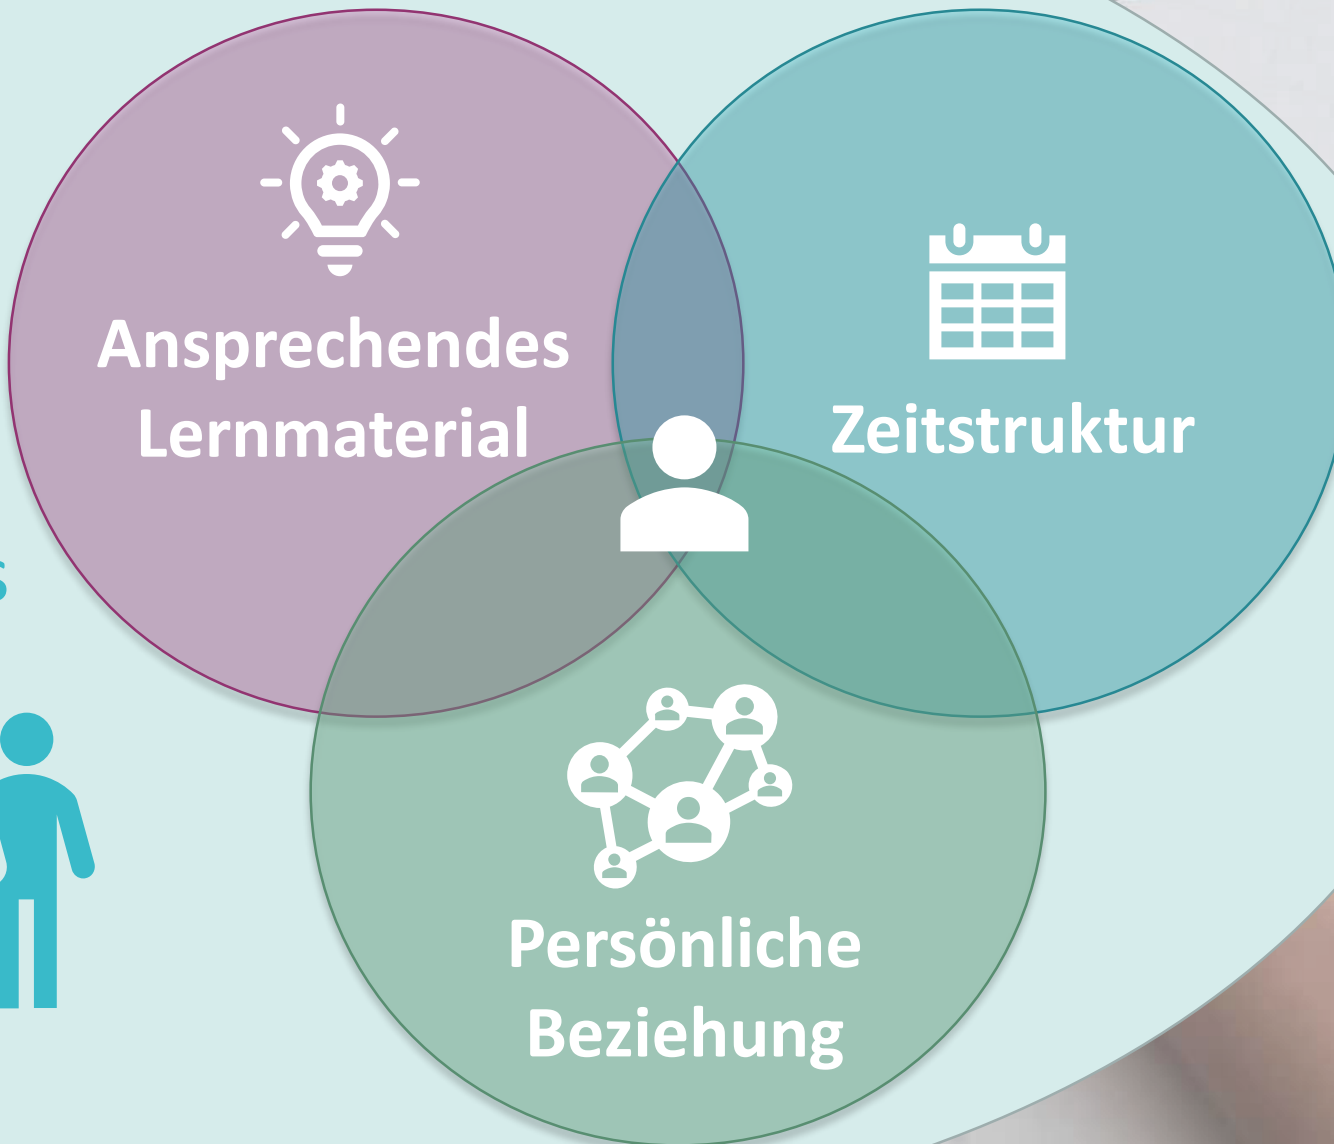 Ansprechendes
Lernmaterial
Zeitstruktur
Persönliche
Beziehung